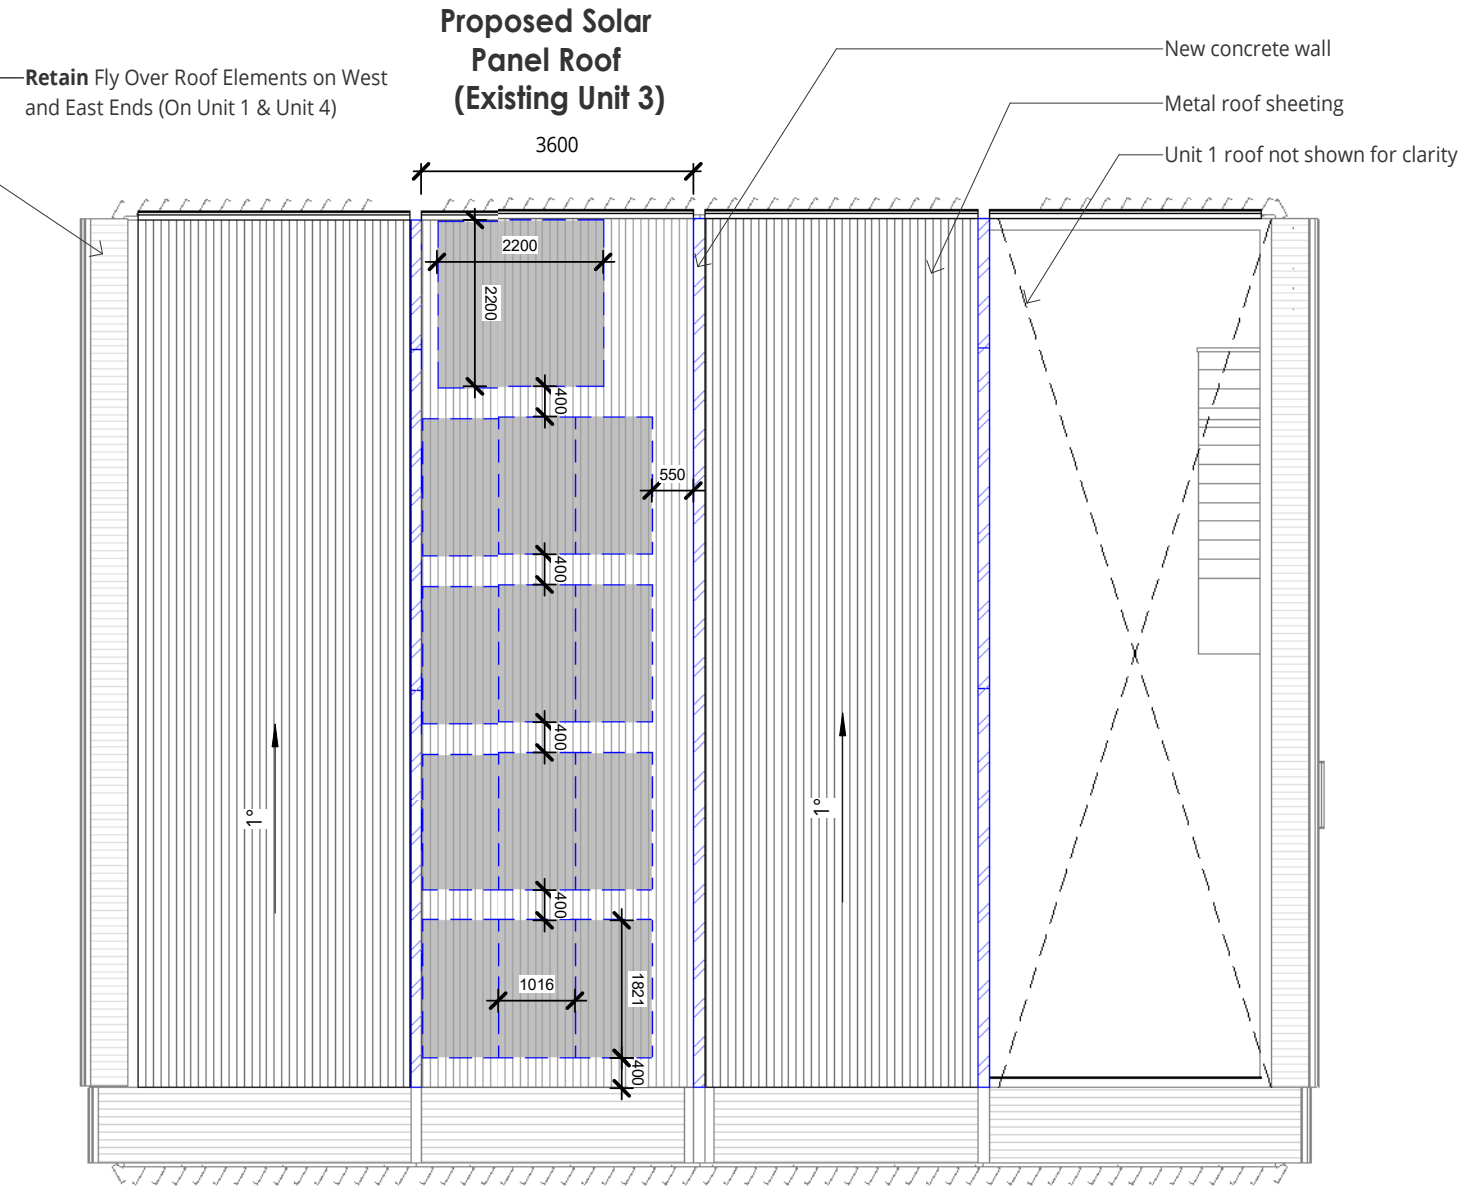 Proposed Solar
Panel Roof
(Existing Unit 3)
Retain Fly Over Roof Elements on West
and East Ends (On Unit 1 & Unit 4)
New concrete wall
Metal roof sheeting
Unit 1 roof not shown for clarity
3600
2200
2200
400
550
400
400
1°
1°
400
1016
1821
400